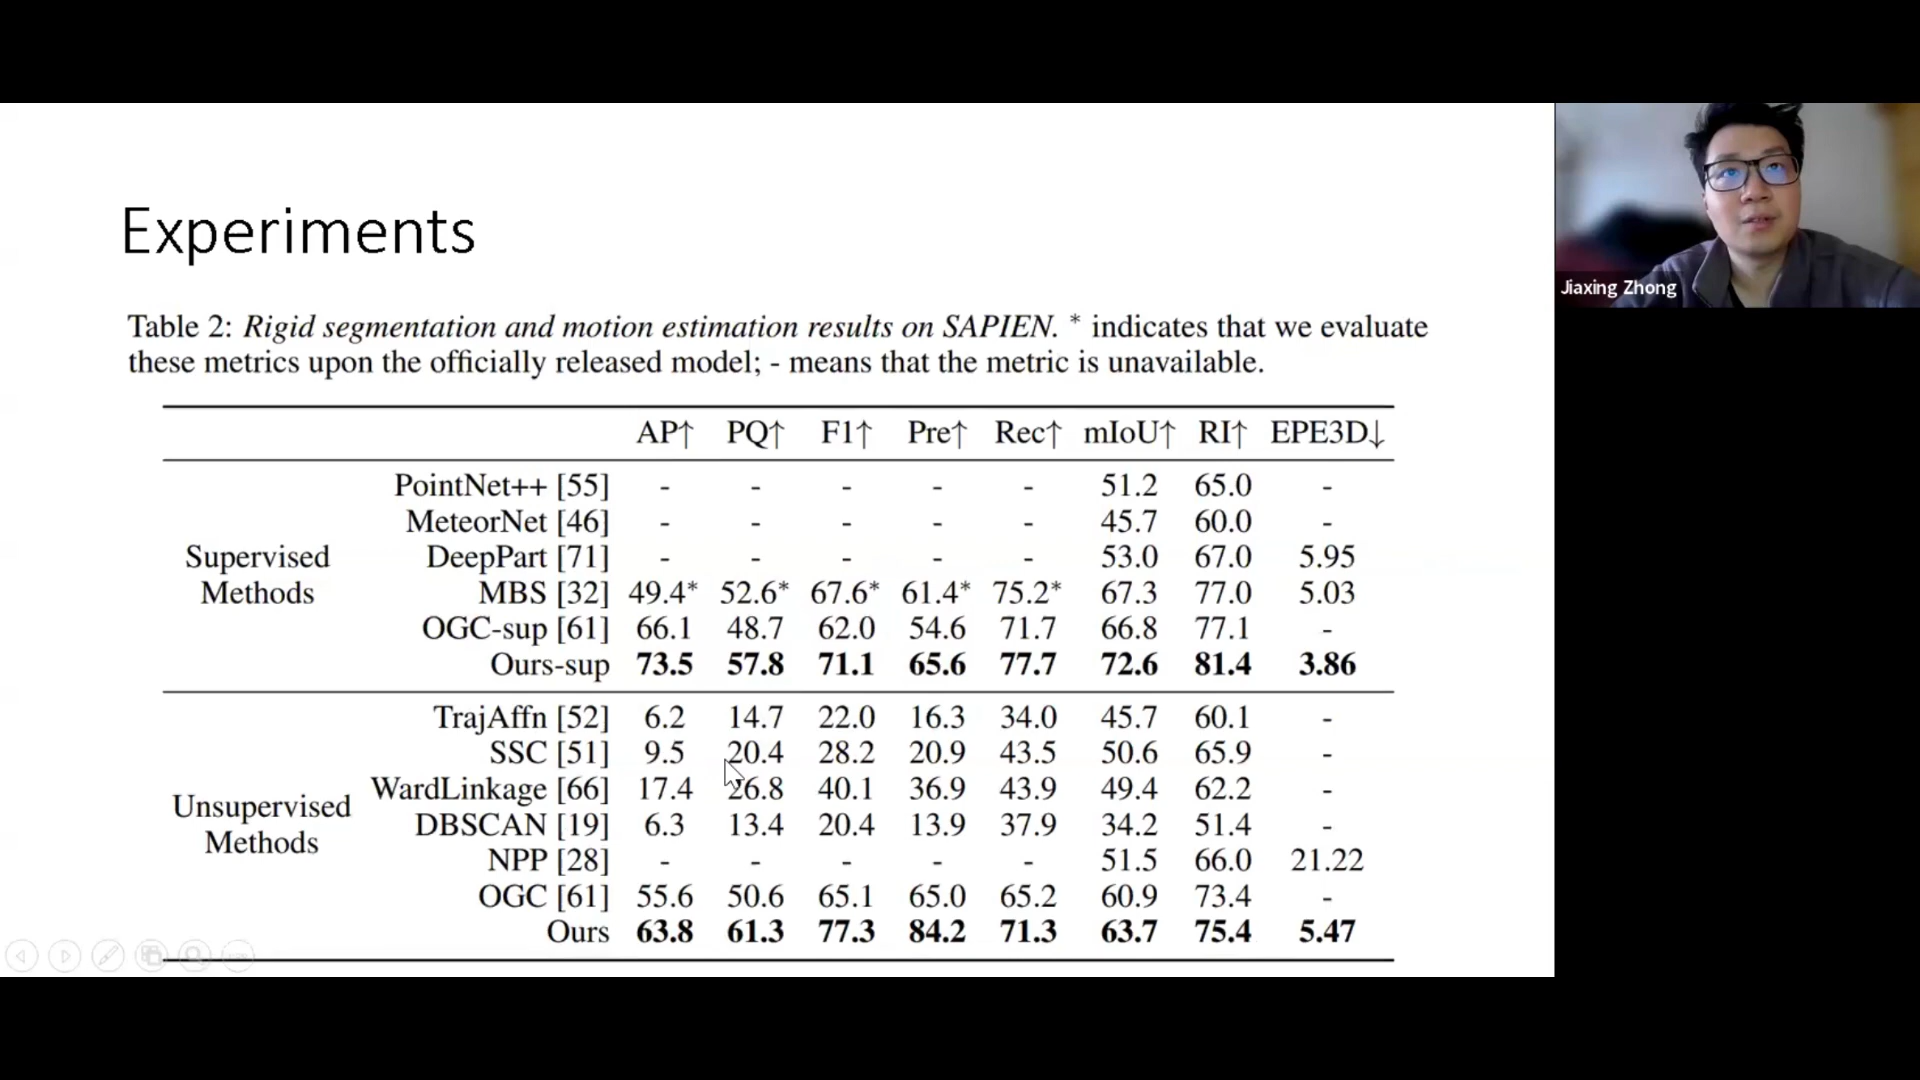 Experiments
Jiaxing Zhong
Table 2: Rigid segmentation and motion estimation results on SAPIEN. * indicates that we evaluate
these metrics upon the officially released model; - means that the metric is unavailable.
AP↑ PQ↑ F1↑ Pre↑ Rec↑ mIoU↑ RI↑ EPE3D↓
Supervised Methods
PointNet++ [55] - - - - - 51.2 65.0 -
MeteorNet [46] - - - - - 45.7 60.0 -
DeepPart [71] - - - - - 53.0 67.0 5.95
MBS [32] 49.4* 52.6* 67.6* 61.4* 75.2* 67.3 77.0 5.03
OGC-sup [61] 66.1 48.7 62.0 54.6 71.7 66.8 77.1 -
Ours-sup 73.5 57.8 71.1 65.6 77.7 72.6 81.4 3.86
Unsupervised Methods
TrajAffn [52] 6.2 14.7 22.0 16.3 34.0 45.7 60.1 -
SSC [51] 9.5 20.4 28.2 20.9 43.5 50.6 65.9 -
WardLinkage [66] 17.4 26.8 40.1 36.9 43.9 49.4 62.2 -
DBSCAN [19] 6.3 13.4 20.4 13.9 37.9 34.2 51.4 -
NPP [28] - - - - - 51.5 66.0 21.22
OGC [61] 55.6 50.6 65.1 65.0 65.2 60.9 73.4 -
Ours 63.8 61.3 77.3 84.2 71.3 63.7 75.4 5.47